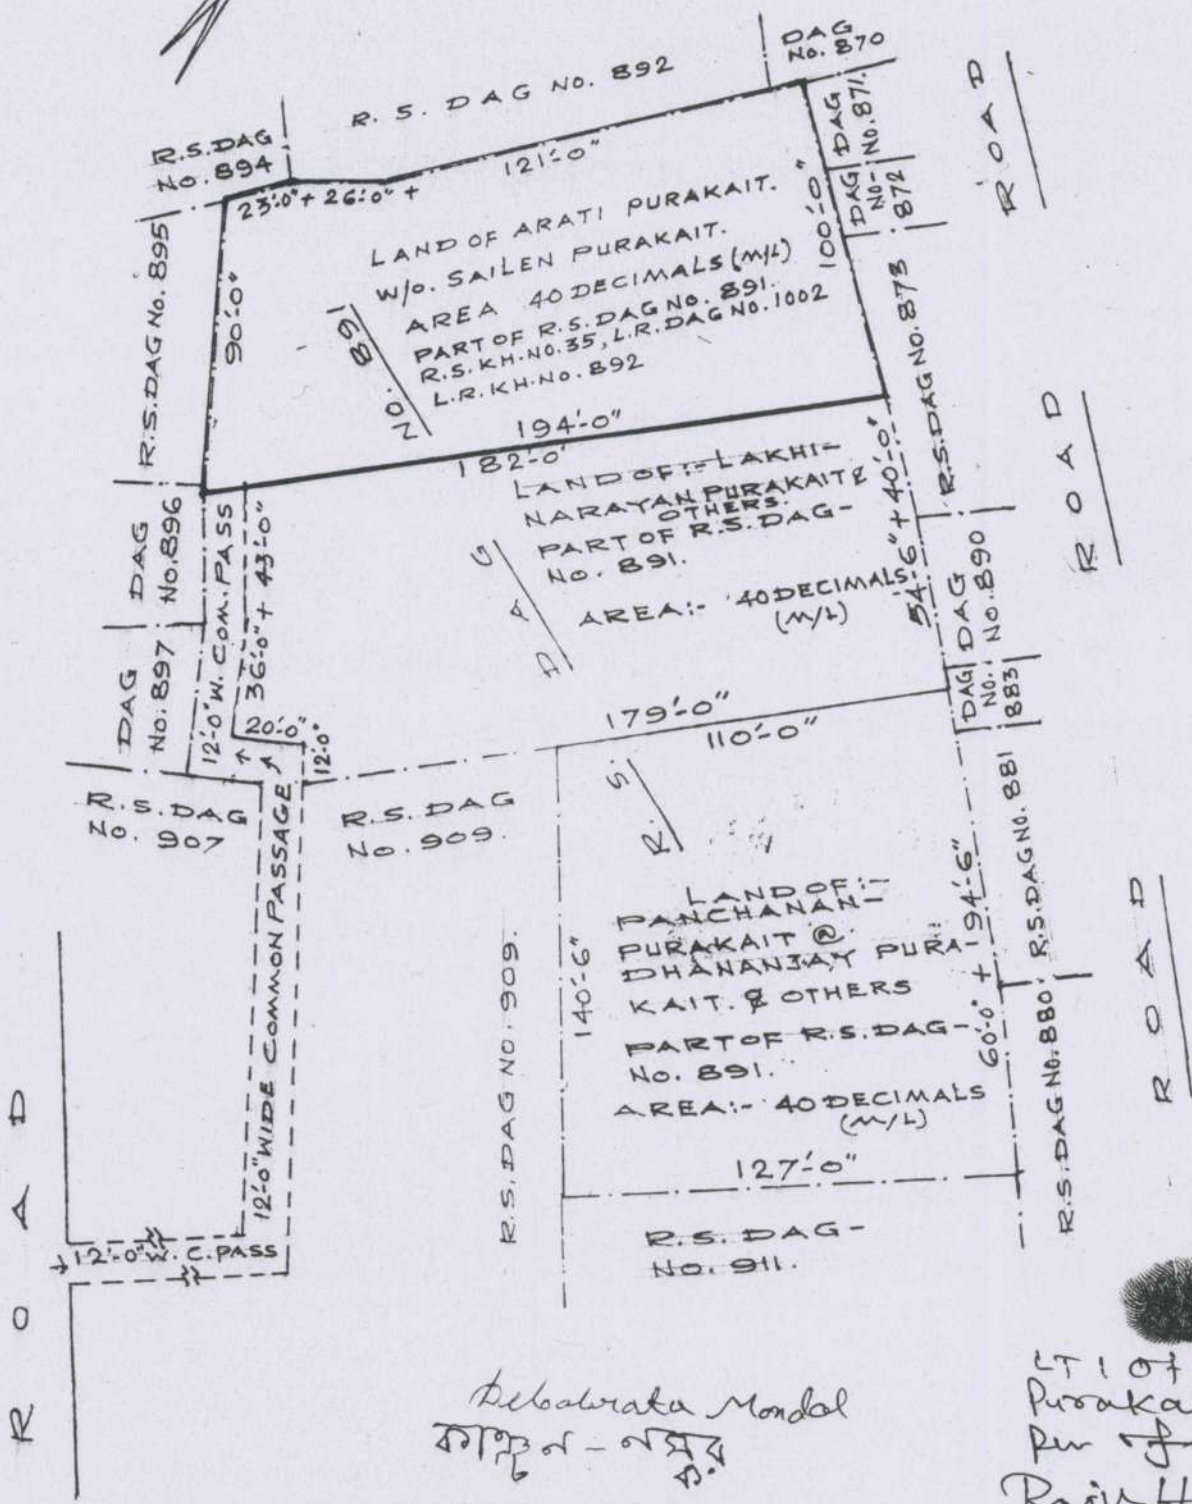 DAG
No. 870
R. S. DAG No. 892
R.S.DAG
No. 894
DAG
No. 871.
DAG
No-
872
ROAD
23'-0" + 26'-0" +
121'-0"
100'-0"
R.S.DAG No. 895
90'-0"
LAND OF ARATI PURAKAIT.
W/o. SAILEN PURAKAIT.
AREA 40 DECIMALS (M/L)
PART OF R.S. DAG No. 891.
R.S. KH. NO. 35, L.R. DAG NO. 1002
L.R. KH. No. 892
NO. 891
R.S. DAG NO. 873
194'-0"
182'-0"
LAND OF :- LAKHI-
NARAYAN PURAKAIT &
OTHERS.
PART OF R.S. DAG-
No. 891.
AREA :- 40 DECIMALS.
(M/L)
54'-6" + 40'-0"
ROAD
DAG
No. 896
DAG
No. 897
12'-0" W. COM. PASS
36'-0" + 43'-0"
20'-0"
12'-0"
DAG
NO. 890
DAG
NO.
883
179'-0"
110'-0"
R. S. DAG
R.S. DAG
No. 907
R.S. DAG
No. 909.
R.S. DAG NO. 881
12'-0" WIDE COMMON PASSAGE
R.S. DAG NO. 909.
140'-6"
LAND OF :-
PANCHANAN-
PURAKAIT @
DHANANJAY PURA-
KAIT. & OTHERS
PART OF R.S. DAG-
No. 891.
AREA :- 40 DECIMALS
(M/L)
60'-0" + 94'-6"
R.S. DAG NO. 880
ROAD
127'-0"
R.S. DAG-
No. 911.
ROAD
12'-0" W. C. PASS
Debabrata Mondal
LTI of
Puraka
Per